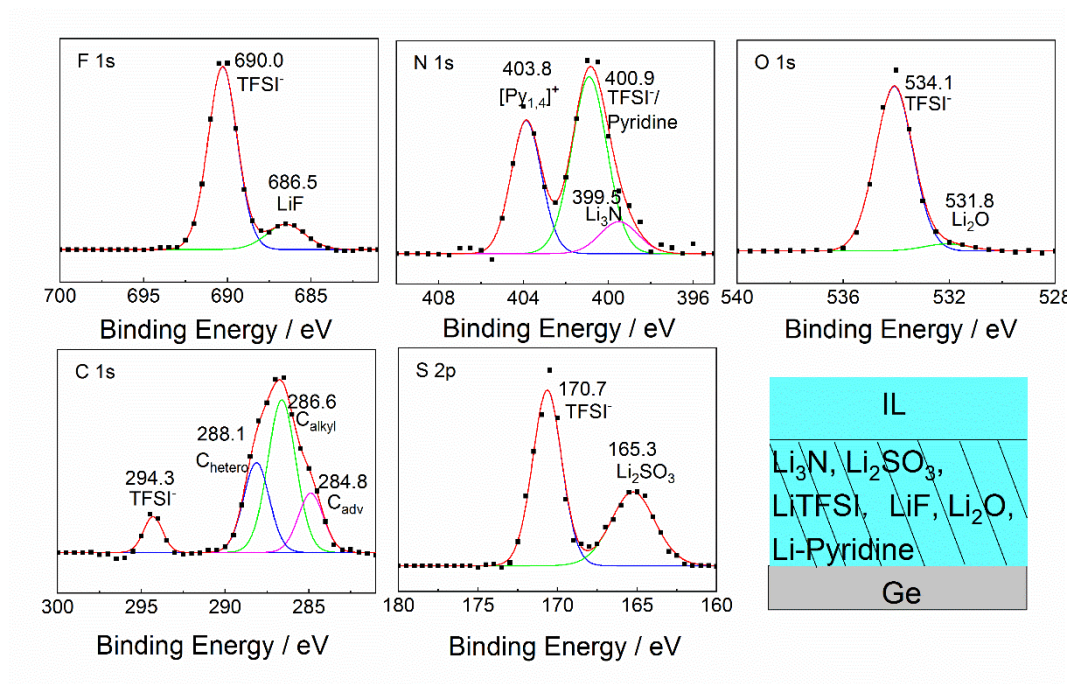 F 1s
690.0
TFSI⁻
686.5
LiF
700 695 690 685
Binding Energy / eV
N 1s
403.8
[Py₁,₄]⁺
400.9
TFSI⁻/
Pyridine
399.5
Li₃N
408 404 400 396
Binding Energy / eV
O 1s
534.1
TFSI⁻
531.8
Li₂O
540 536 532 528
Binding Energy / eV
C 1s
294.3
TFSI⁻
288.1
C_hetero
286.6
C_alkyl
284.8
C_adv
300 295 290 285
Binding Energy / eV
S 2p
170.7
TFSI⁻
165.3
Li₂SO₃
180 175 170 165 160
Binding Energy / eV
IL
Li₃N, Li₂SO₃,
LiTFSI, LiF, Li₂O,
Li-Pyridine
Ge